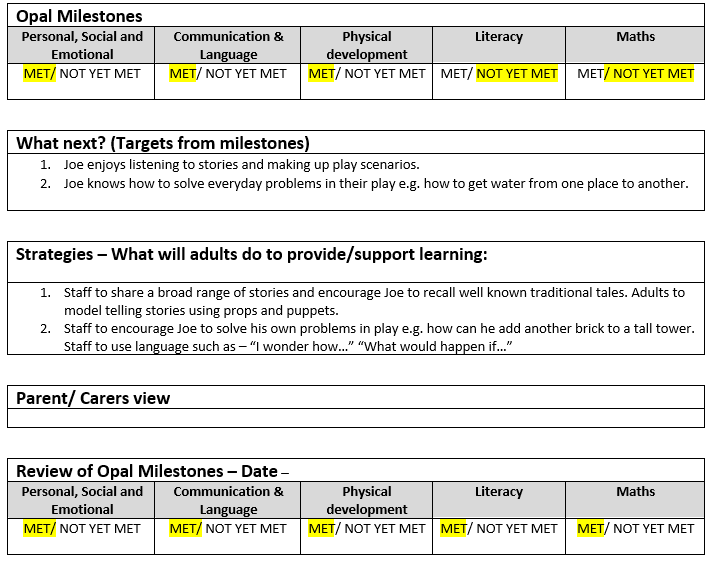 Opal Milestones
Personal, Social and Emotional | Communication & Language | Physical development | Literacy | Maths
MET/ NOT YET MET | MET/ NOT YET MET | MET/ NOT YET MET | MET/ NOT YET MET | MET/ NOT YET MET
What next? (Targets from milestones)
1. Joe enjoys listening to stories and making up play scenarios.
2. Joe knows how to solve everyday problems in their play e.g. how to get water from one place to another.
Strategies – What will adults do to provide/support learning:
1. Staff to share a broad range of stories and encourage Joe to recall well known traditional tales. Adults to
model telling stories using props and puppets.
2. Staff to encourage Joe to solve his own problems in play e.g. how can he add another brick to a tall tower.
Staff to use language such as – “I wonder how…” “What would happen if…”
Parent/ Carers view
Review of Opal Milestones – Date –
Personal, Social and Emotional | Communication & Language | Physical development | Literacy | Maths
MET/ NOT YET MET | MET/ NOT YET MET | MET/ NOT YET MET | MET/ NOT YET MET | MET/ NOT YET MET